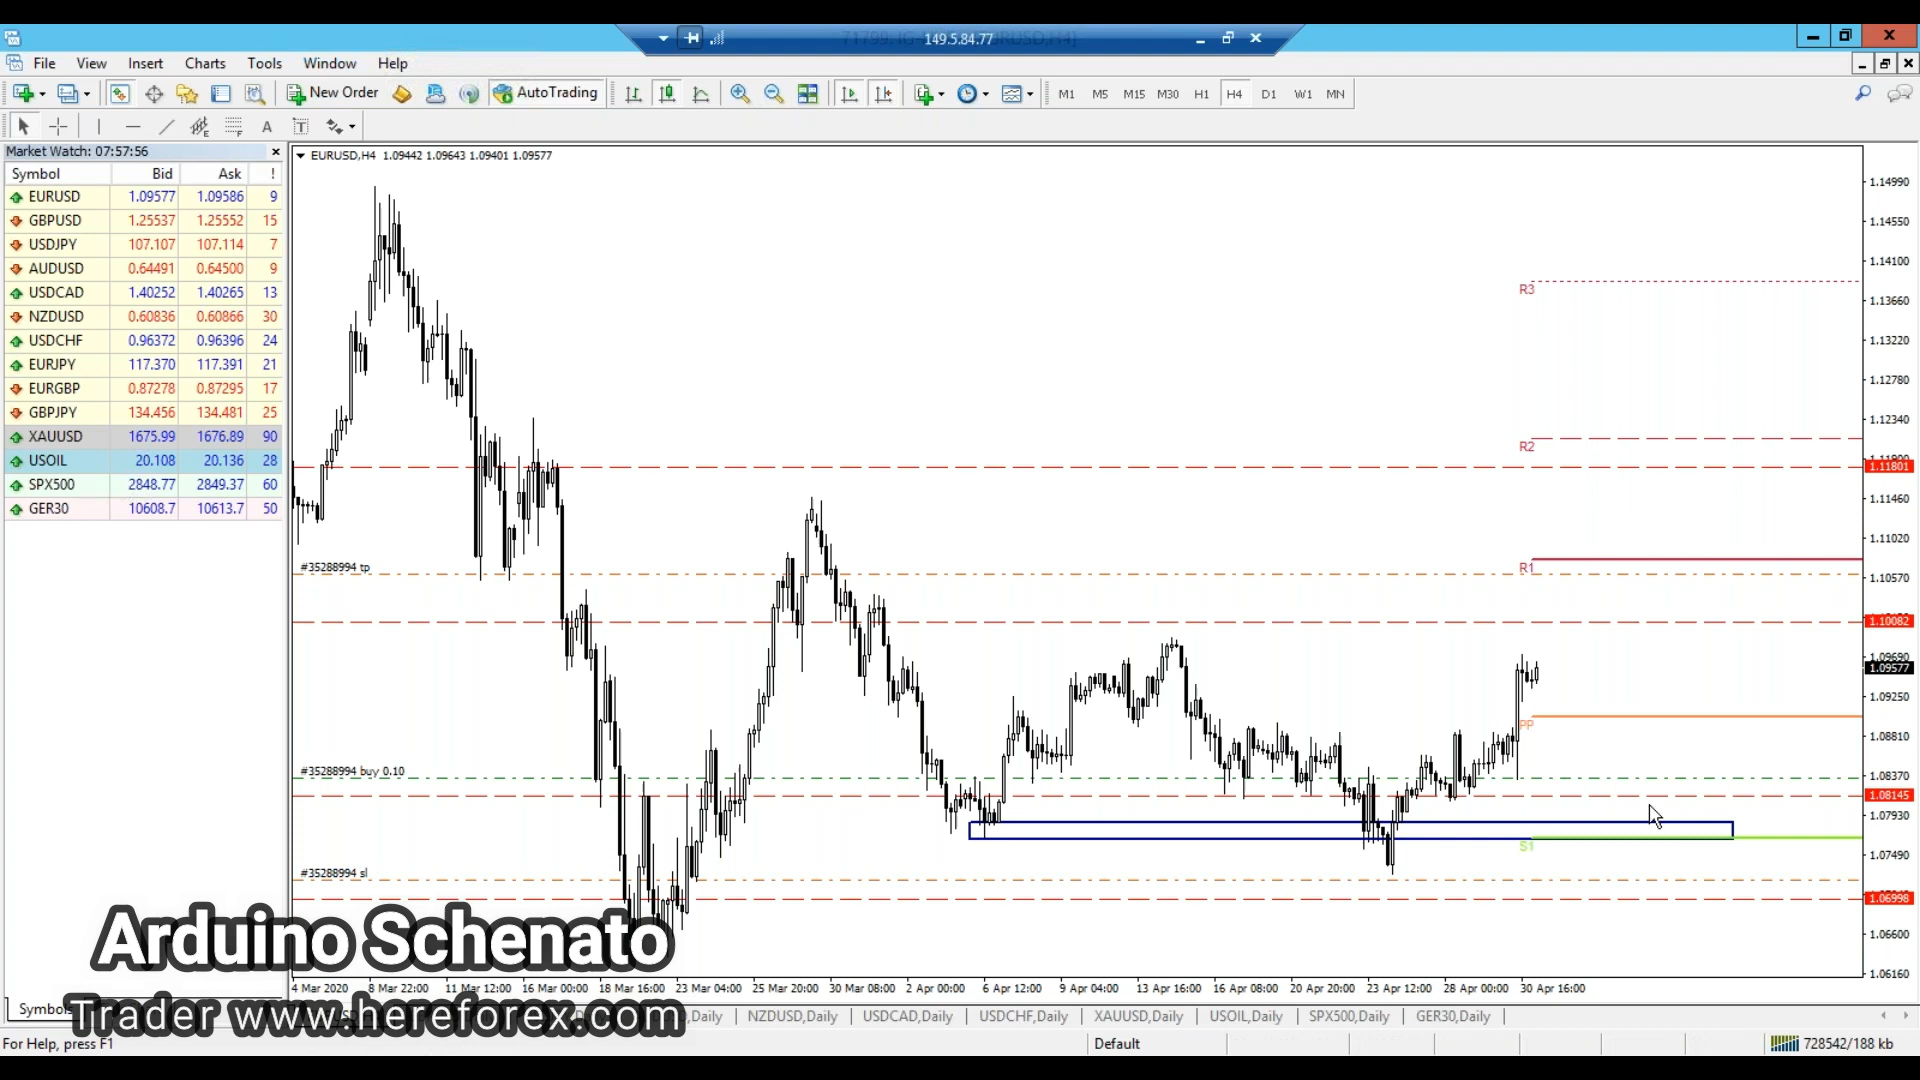 149.5.84.77
File View Insert Charts Tools Window Help
New Order AutoTrading M1 M5 M15 M30 H1 H4 D1 W1 MN
A T
Market Watch: 07:57:56
Symbol Bid Ask !
EURUSD 1.09577 1.09586 9
GBPUSD 1.25537 1.25552 15
USDJPY 107.107 107.114 7
AUDUSD 0.64491 0.64500 9
USDCAD 1.40252 1.40265 13
NZDUSD 0.60836 0.60866 30
USDCHF 0.96372 0.96396 24
EURJPY 117.370 117.391 21
EURGBP 0.87278 0.87295 17
GBPJPY 134.456 134.481 25
XAUUSD 1675.99 1676.89 90
USOIL 20.108 20.136 28
SPX500 2848.77 2849.37 60
GER30 10608.7 10613.7 50
Symbols
EURUSD,H4 1.09442 1.09643 1.09401 1.09577
R3
R2
#35288994 tp
R1
PP
#35288994 buy 0.10
S1
#35288994 sl
1.14990
1.14550
1.14100
1.13660
1.13220
1.12780
1.12340
1.11801
1.11460
1.11020
1.10570
1.10082
1.09690
1.09577
1.09250
1.08810
1.08370
1.08145
1.07930
1.07490
1.06998
1.06600
1.06160
4 Mar 2020 8 Mar 22:00 11 Mar 12:00 16 Mar 00:00 18 Mar 16:00 23 Mar 04:00 25 Mar 20:00 30 Mar 08:00 2 Apr 00:00 6 Apr 12:00 9 Apr 04:00 13 Apr 16:00 16 Apr 08:00 20 Apr 20:00 23 Apr 12:00 28 Apr 00:00 30 Apr 16:00
Arduino Schenato
Trader www.hereforex.com
,Daily NZDUSD,Daily USDCAD,Daily USDCHF,Daily XAUUSD,Daily USOIL,Daily SPX500,Daily GER30,Daily
For Help, press F1 Default 728542/188 kb